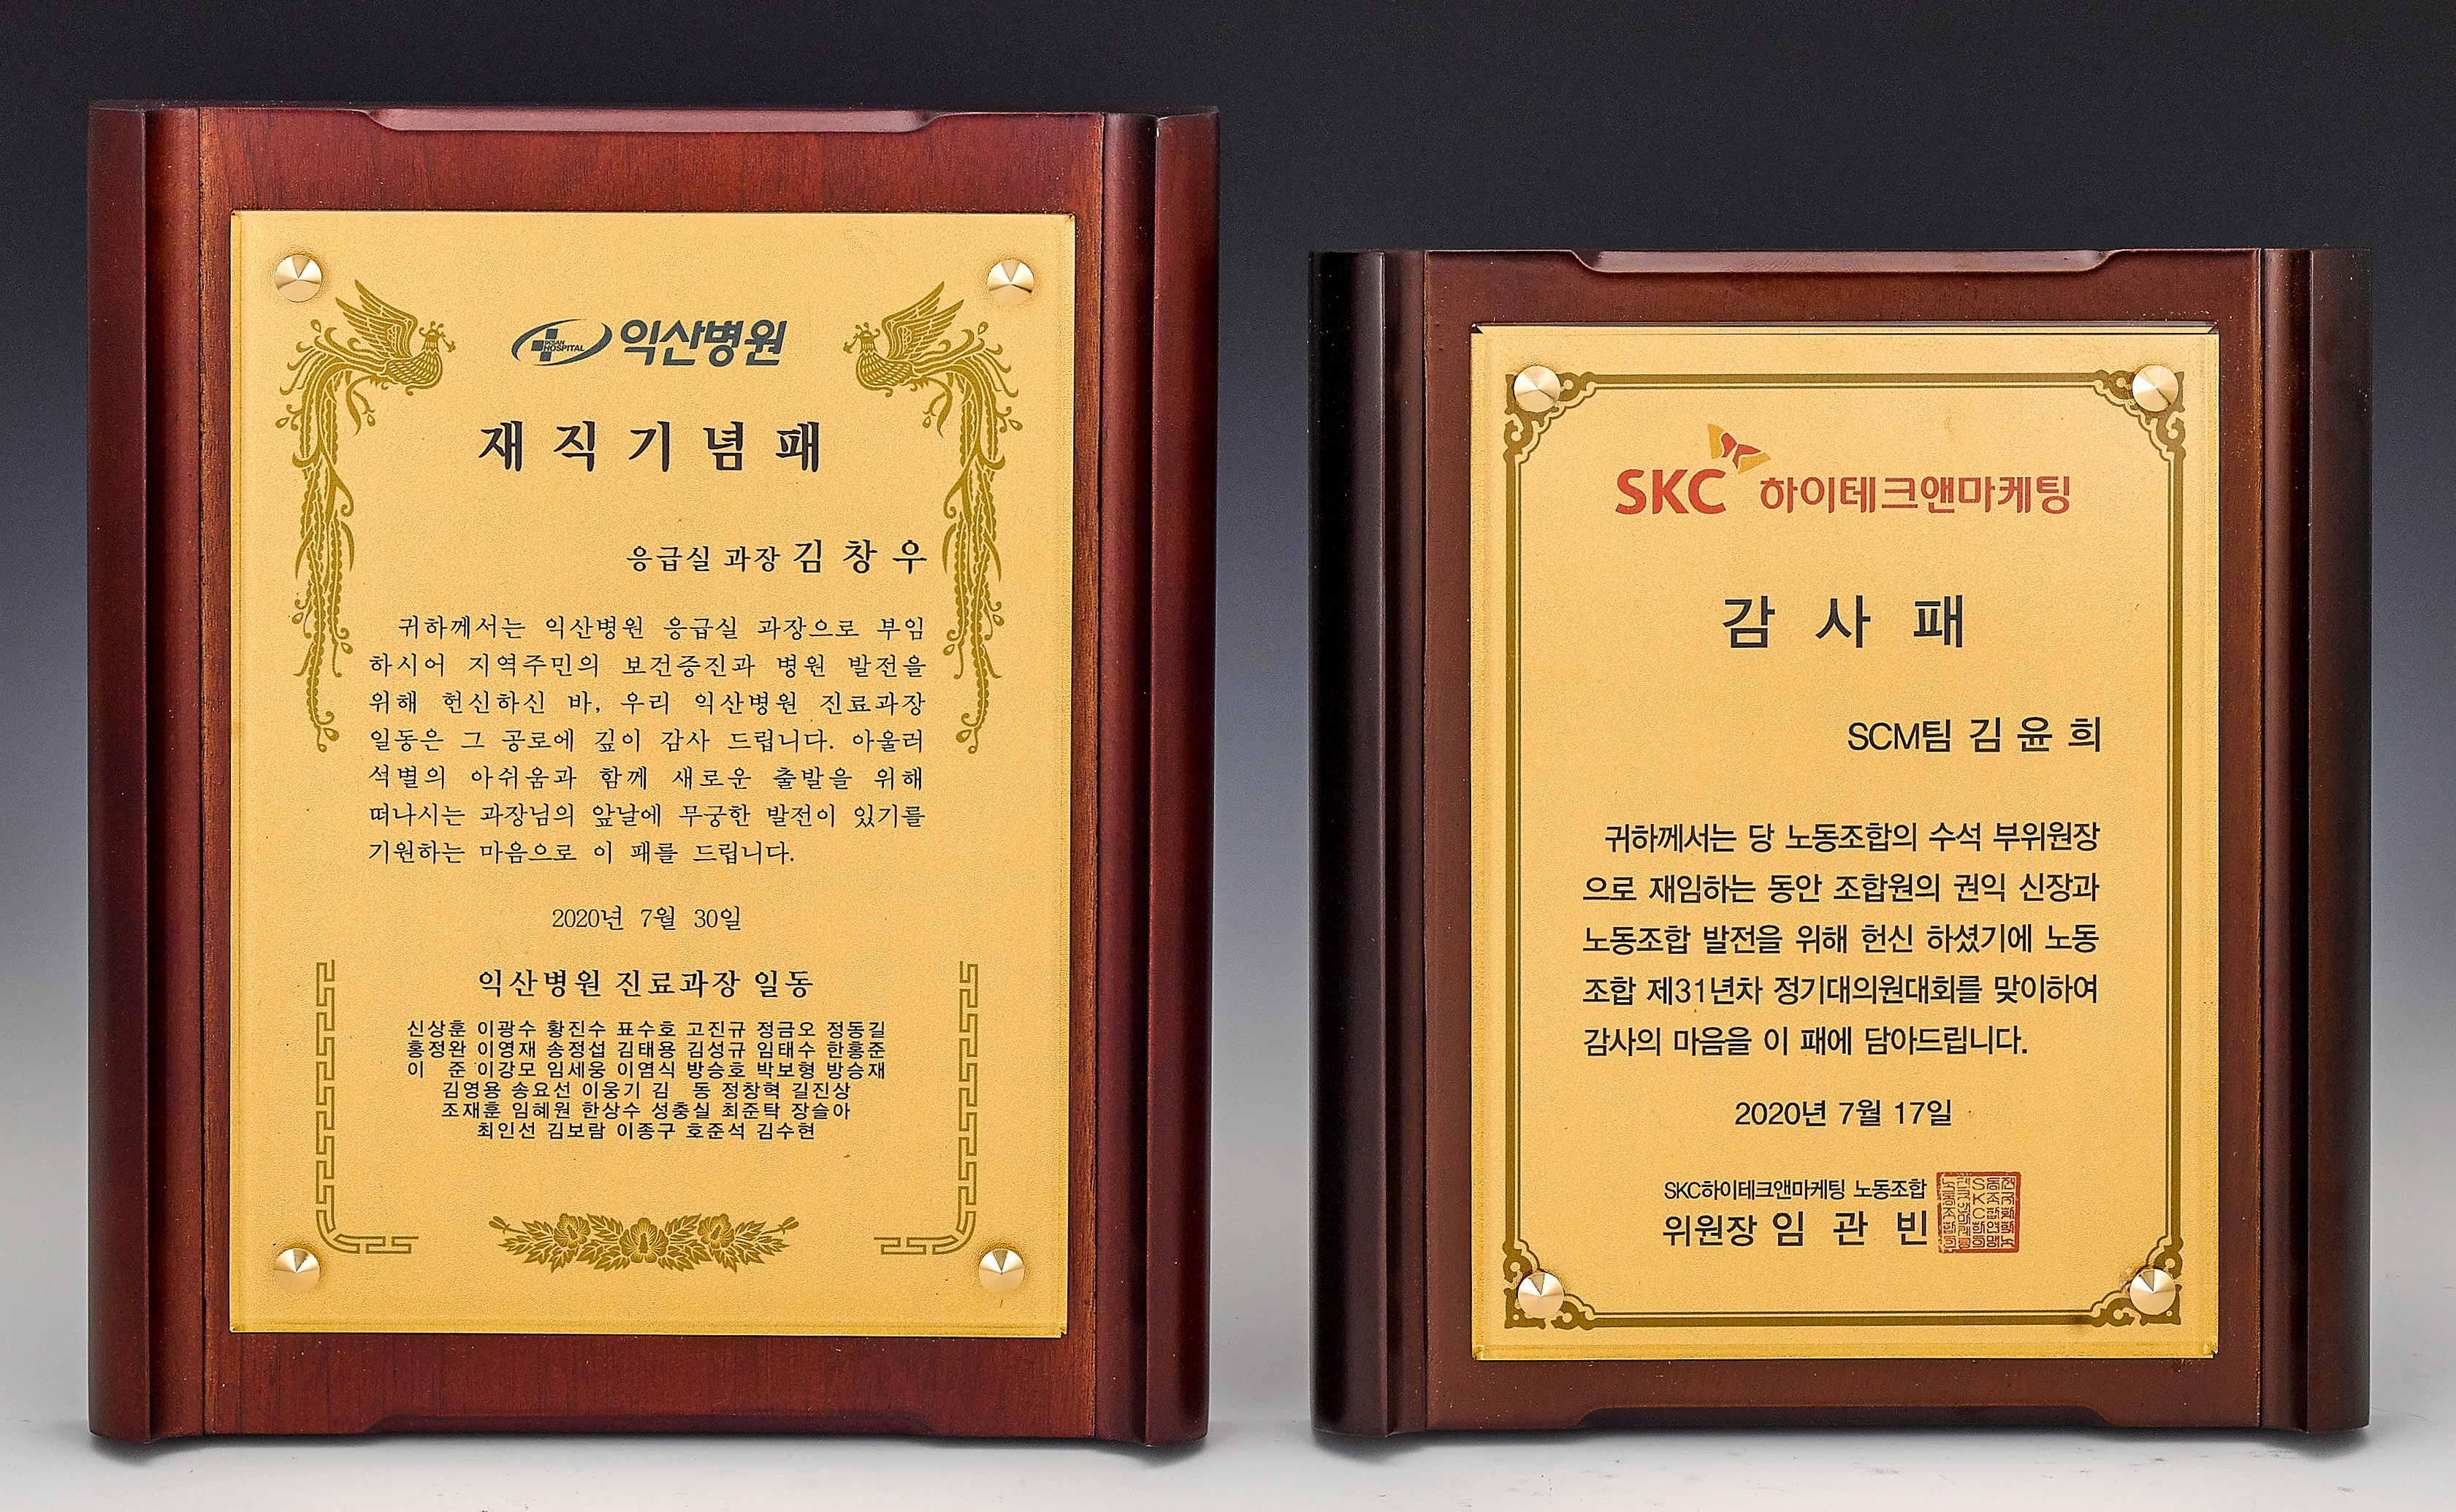 IKSAN HOSPITAL 익산병원
재직기념패
응급실 과장 김창우
귀하께서는 익산병원 응급실 과장으로 부임
하시어 지역주민의 보건증진과 병원 발전을
위해 헌신하신 바, 우리 익산병원 진료과장
일동은 그 공로에 깊이 감사 드립니다. 아울러
석별의 아쉬움과 함께 새로운 출발을 위해
떠나시는 과장님의 앞날에 무궁한 발전이 있기를
기원하는 마음으로 이 패를 드립니다.
2020년 7월 30일
익산병원 진료과장 일동
신상훈 이광수 황진수 표수호 고진규 정금오 정동길
홍정완 이영재 송정섭 김태용 김성규 임태수 한홍준
이 준 이강모 임세웅 이염식 방승호 박보형 방승재
김영용 송요선 이웅기 김 동 정창혁 길진상
조재훈 임혜원 한상수 성충실 최준탁 장슬아
최인선 김보람 이종구 호준석 김수현
SKC 하이테크앤마케팅
감사패
SCM팀 김윤희
귀하께서는 당 노동조합의 수석 부위원장
으로 재임하는 동안 조합원의 권익 신장과
노동조합 발전을 위해 헌신 하셨기에 노동
조합 제31년차 정기대의원대회를 맞이하여
감사의 마음을 이 패에 담아드립니다.
2020년 7월 17일
SKC하이테크앤마케팅 노동조합
위원장 임관빈